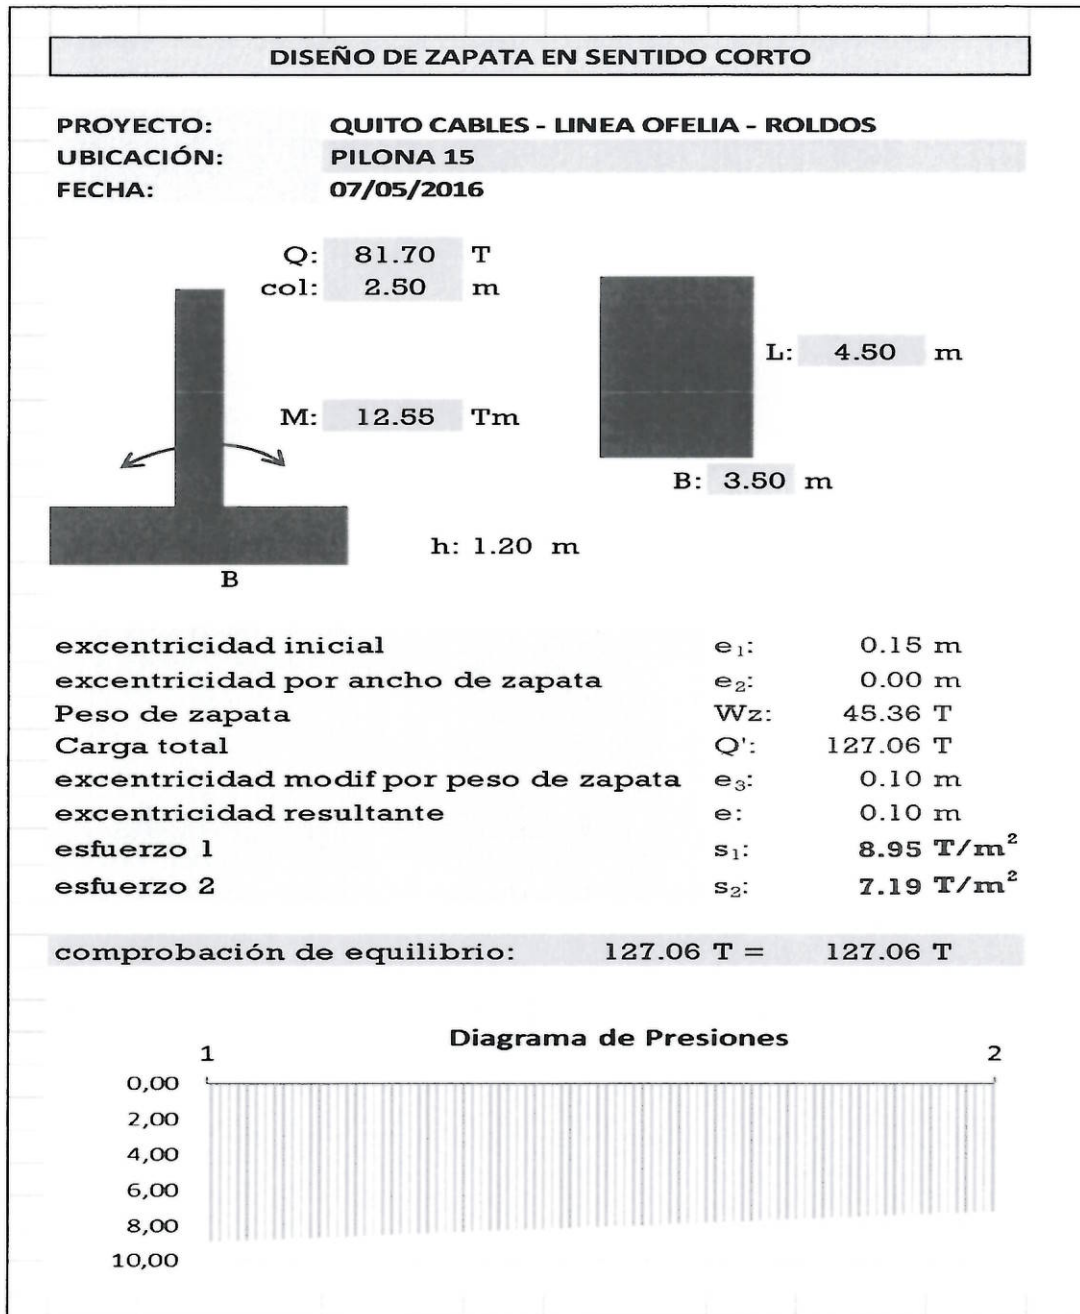 DISEÑO DE ZAPATA EN SENTIDO CORTO
PROYECTO: QUITO CABLES - LINEA OFELIA - ROLDOS
UBICACIÓN: PILONA 15
FECHA: 07/05/2016
Q: 81.70 T
col: 2.50 m
L: 4.50 m
M: 12.55 Tm
B: 3.50 m
h: 1.20 m
B
excentricidad inicial e₁: 0.15 m
excentricidad por ancho de zapata e₂: 0.00 m
Peso de zapata Wz: 45.36 T
Carga total Q': 127.06 T
excentricidad modif por peso de zapata e₃: 0.10 m
excentricidad resultante e: 0.10 m
esfuerzo 1 s₁: 8.95 T/m²
esfuerzo 2 s₂: 7.19 T/m²
comprobación de equilibrio: 127.06 T = 127.06 T
Diagrama de Presiones
1 2
0,00
2,00
4,00
6,00
8,00
10,00